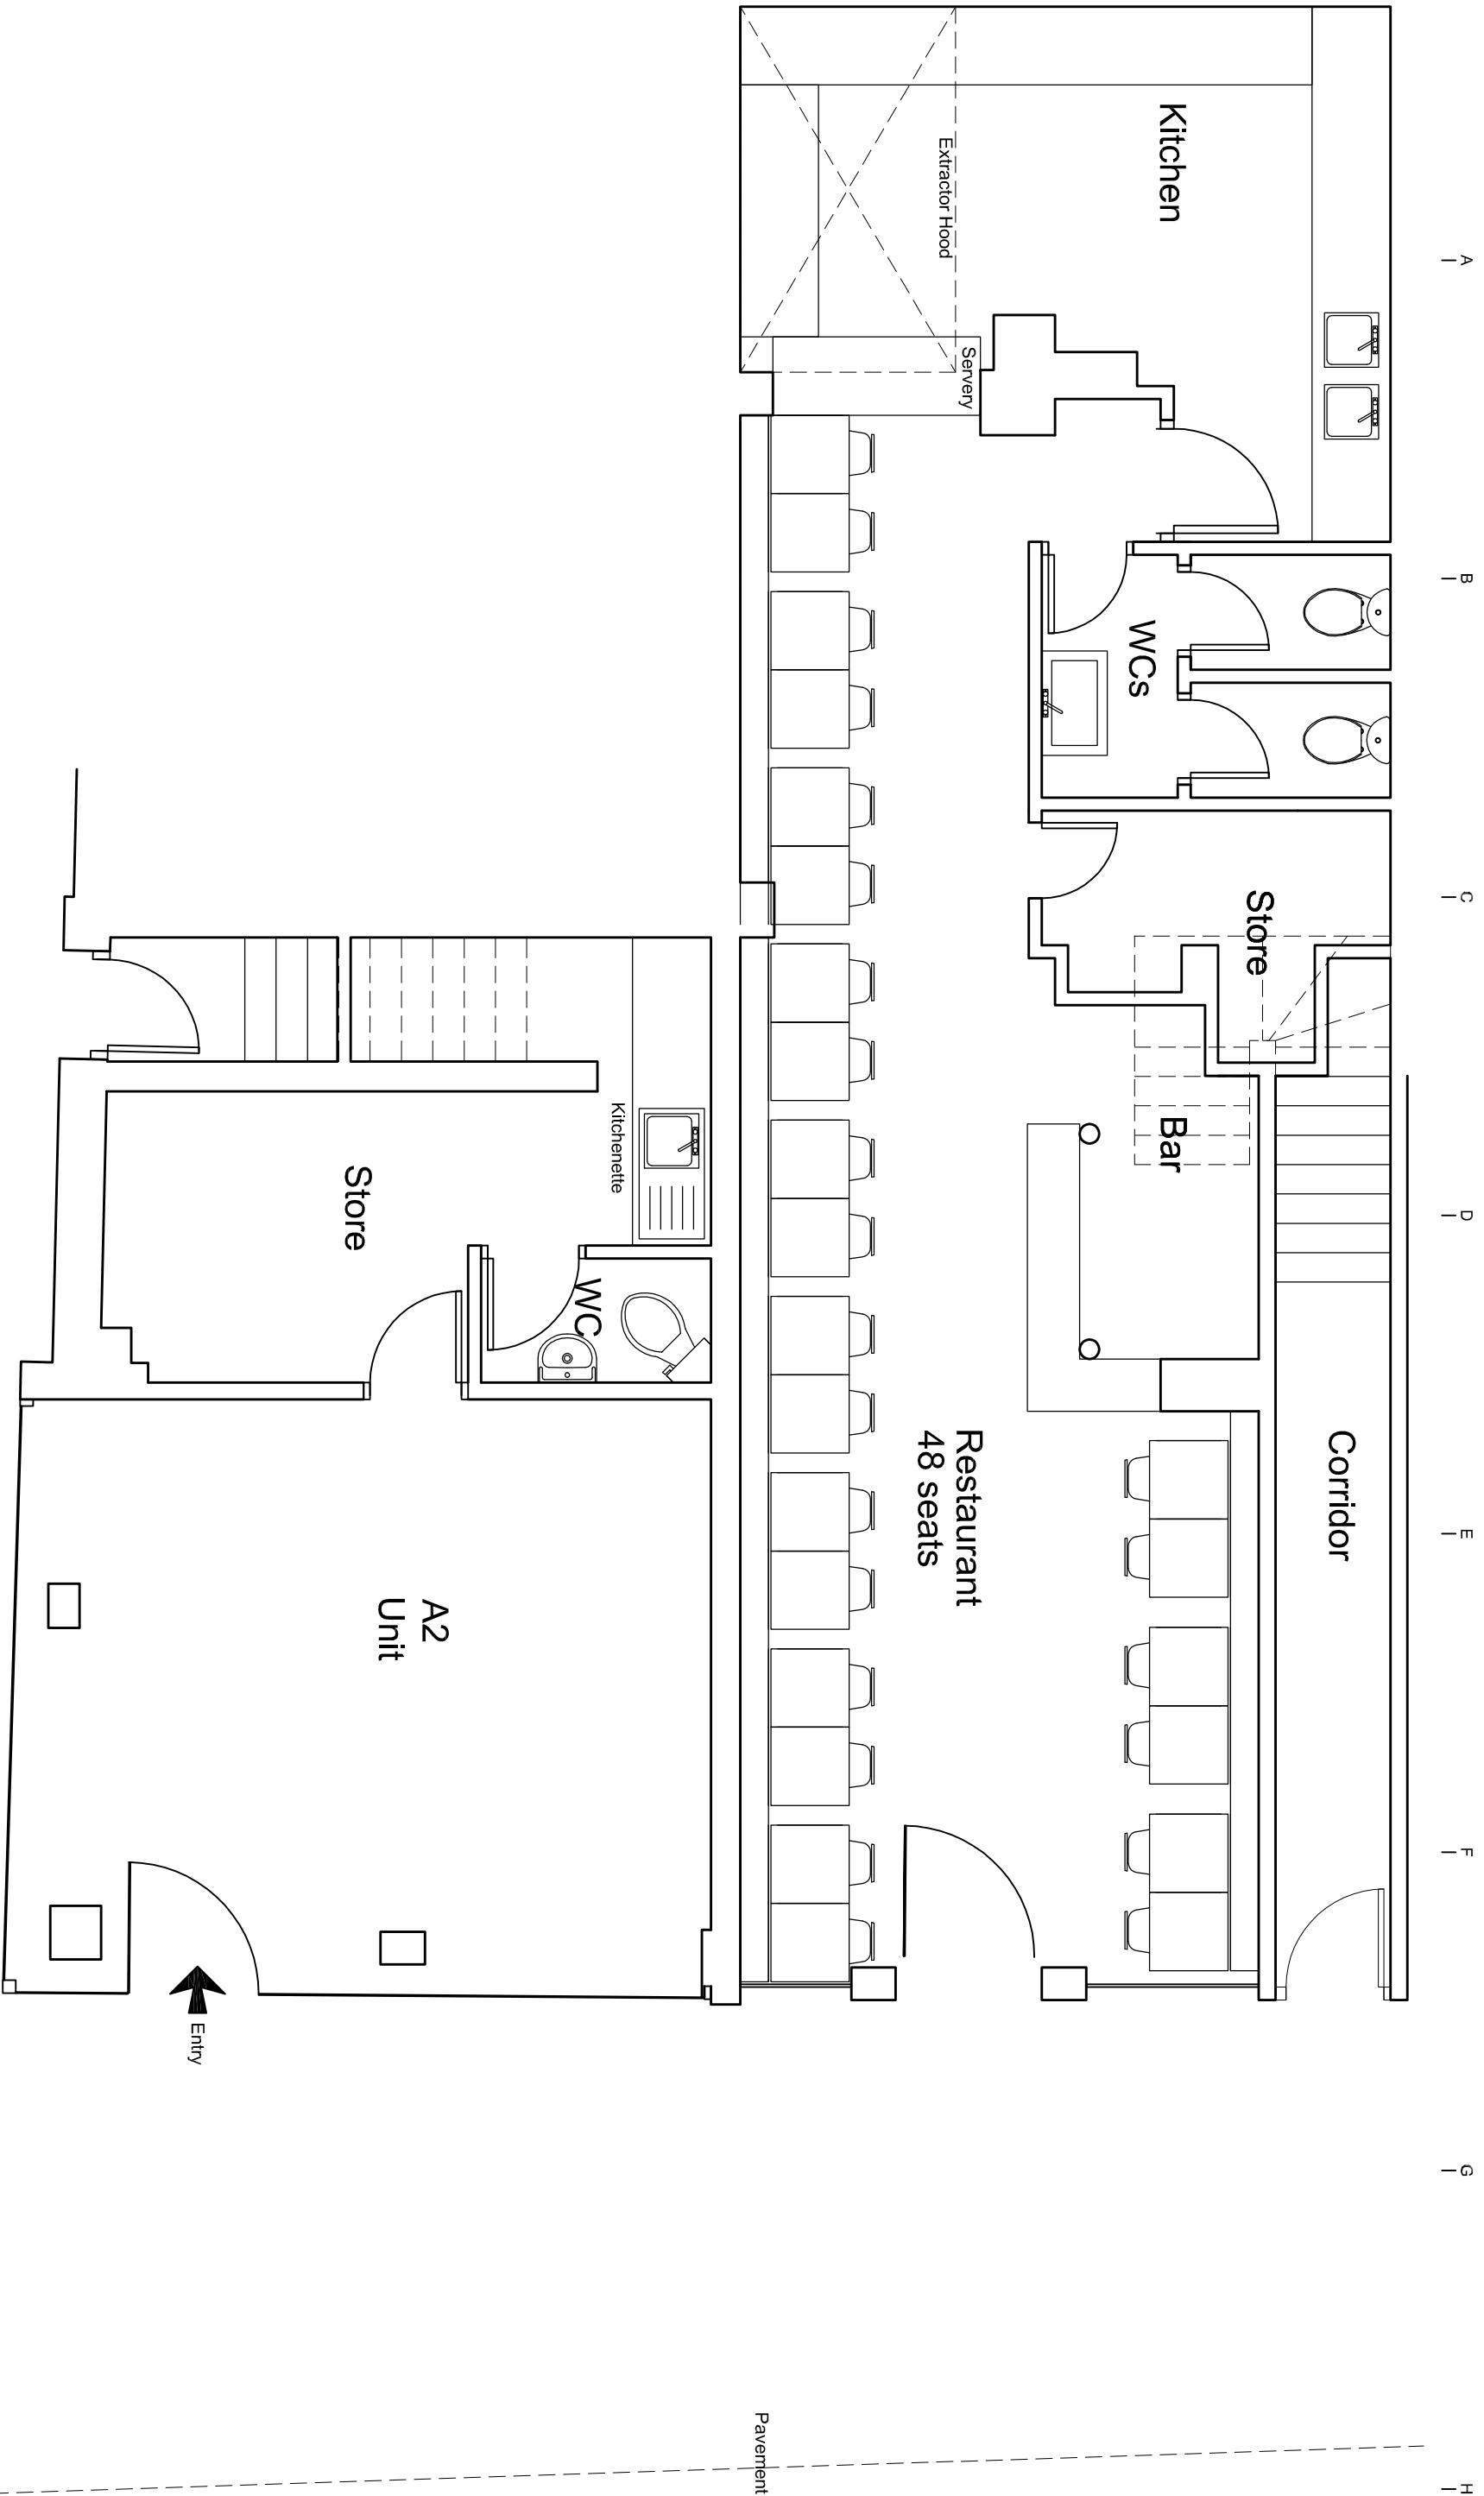 A
B
C
D
E
F
G
H
Kitchen
Extractor Hood
Servery
WCs
Store
Bar
Corridor
Restaurant
48 seats
Kitchenette
Store
WC
A2
Unit
Entry
Pavement